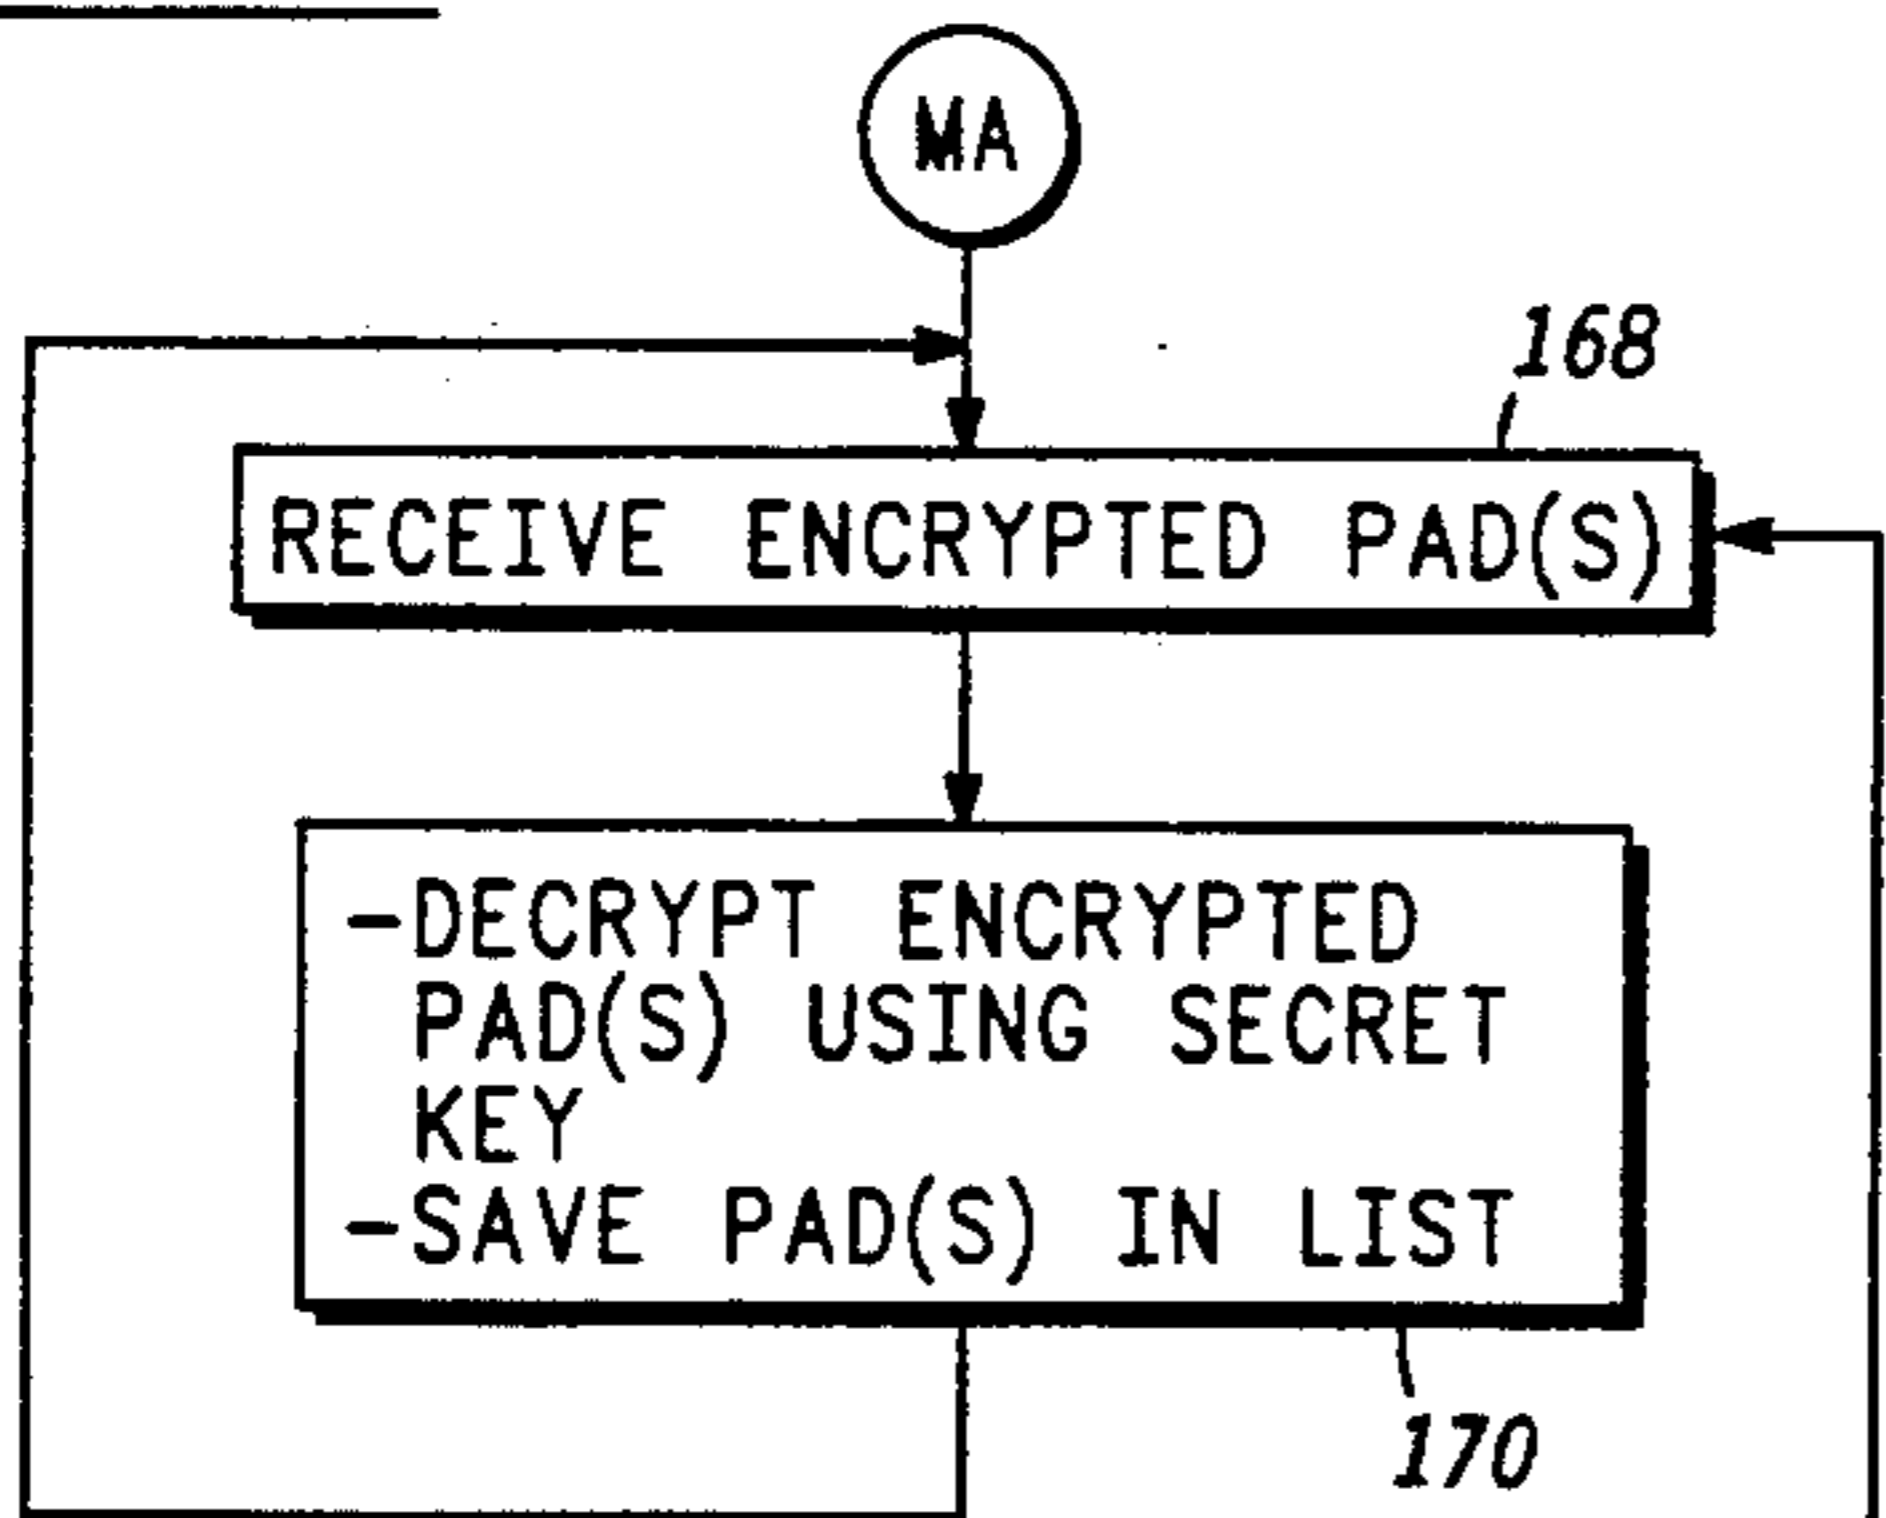 MA
168
RECEIVE ENCRYPTED PAD(S)
-DECRYPT ENCRYPTED
PAD(S) USING SECRET
KEY
-SAVE PAD(S) IN LIST
170